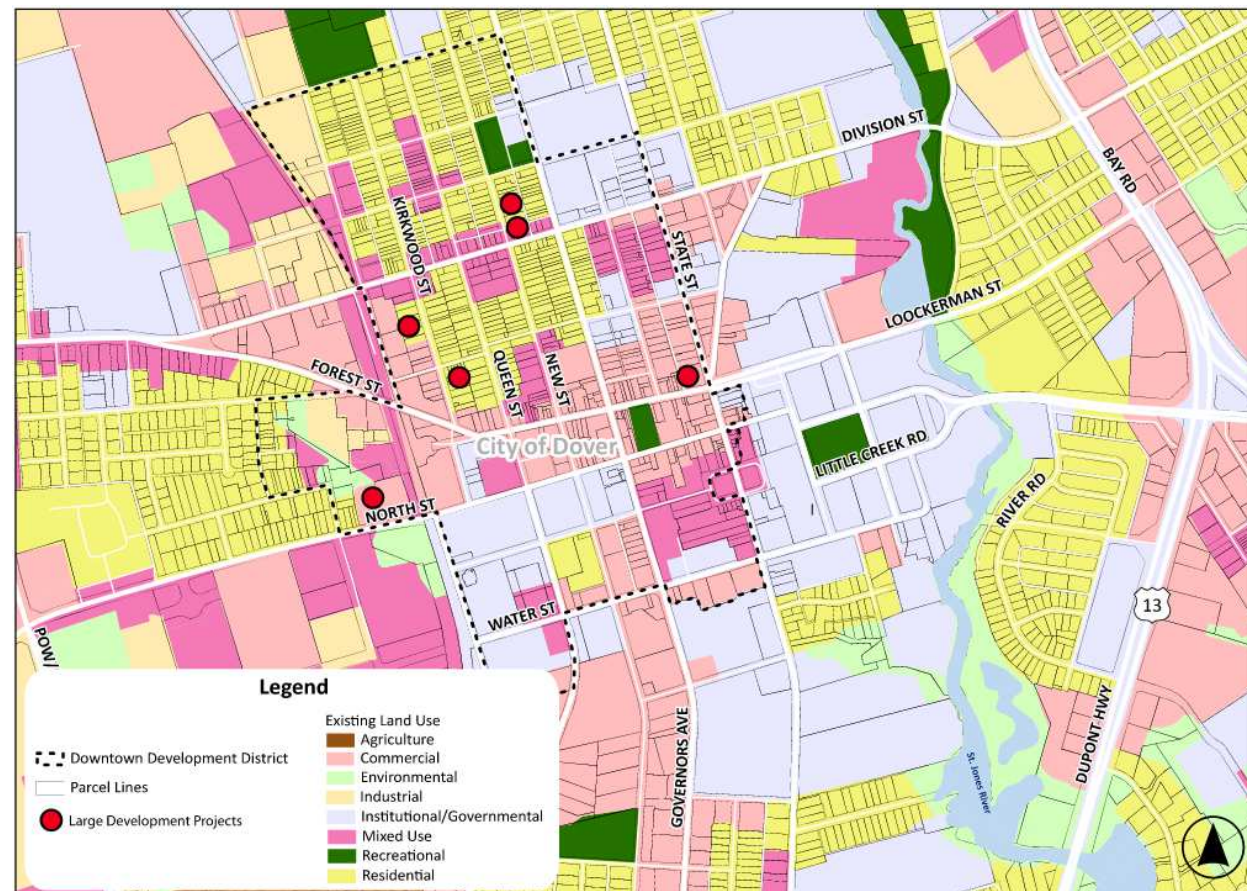 DIVISION ST
BAY RD
KIRKWOOD ST
STATE ST
LOOCKERMAN ST
FOREST ST
QUEEN ST
NEW ST
City of Dover
LITTLE CREEK RD
NORTH ST
RIVER RD
WATER ST
13
POW/
GOVERNORS AVE
DUPONT HWY
St. Jones River
Legend
Downtown Development District
Parcel Lines
Large Development Projects
Existing Land Use
Agriculture
Commercial
Environmental
Industrial
Institutional/Governmental
Mixed Use
Recreational
Residential